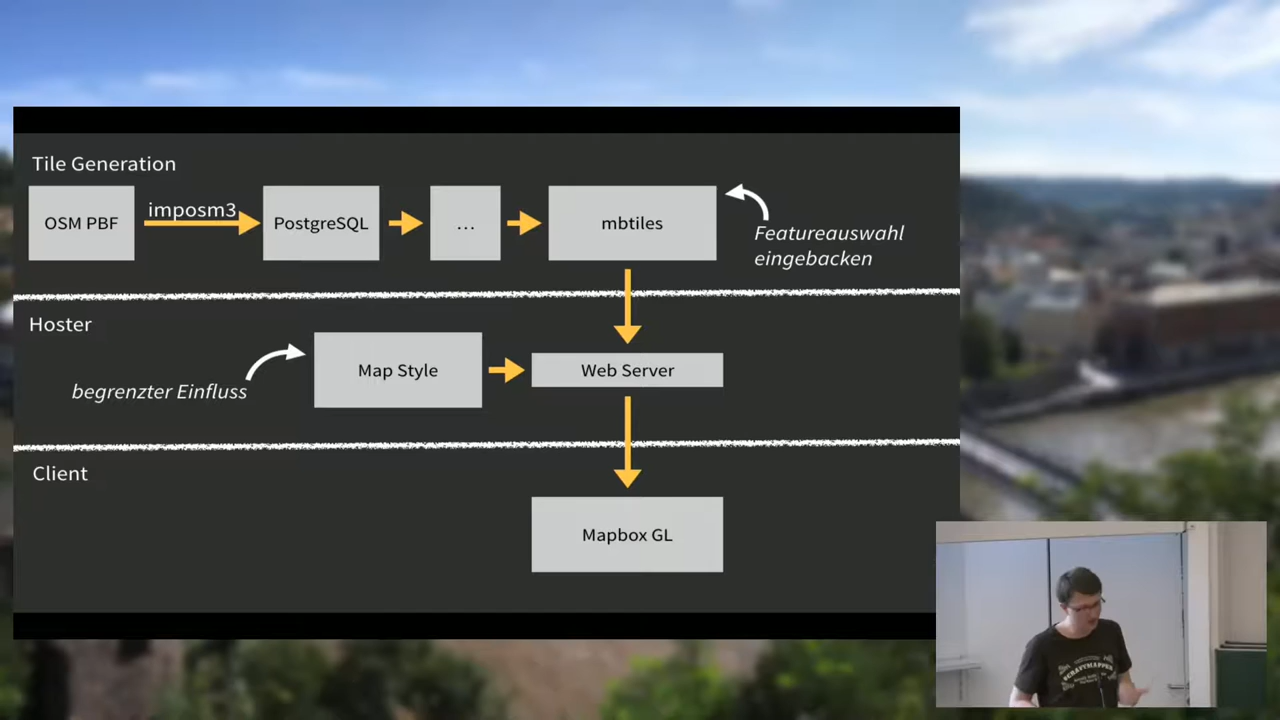 Tile Generation
OSM PBF
imposm3
PostgreSQL
...
mbtiles
Featureauswahl
eingebacken
Hoster
Map Style
Web Server
begrenzter Einfluss
Client
Mapbox GL